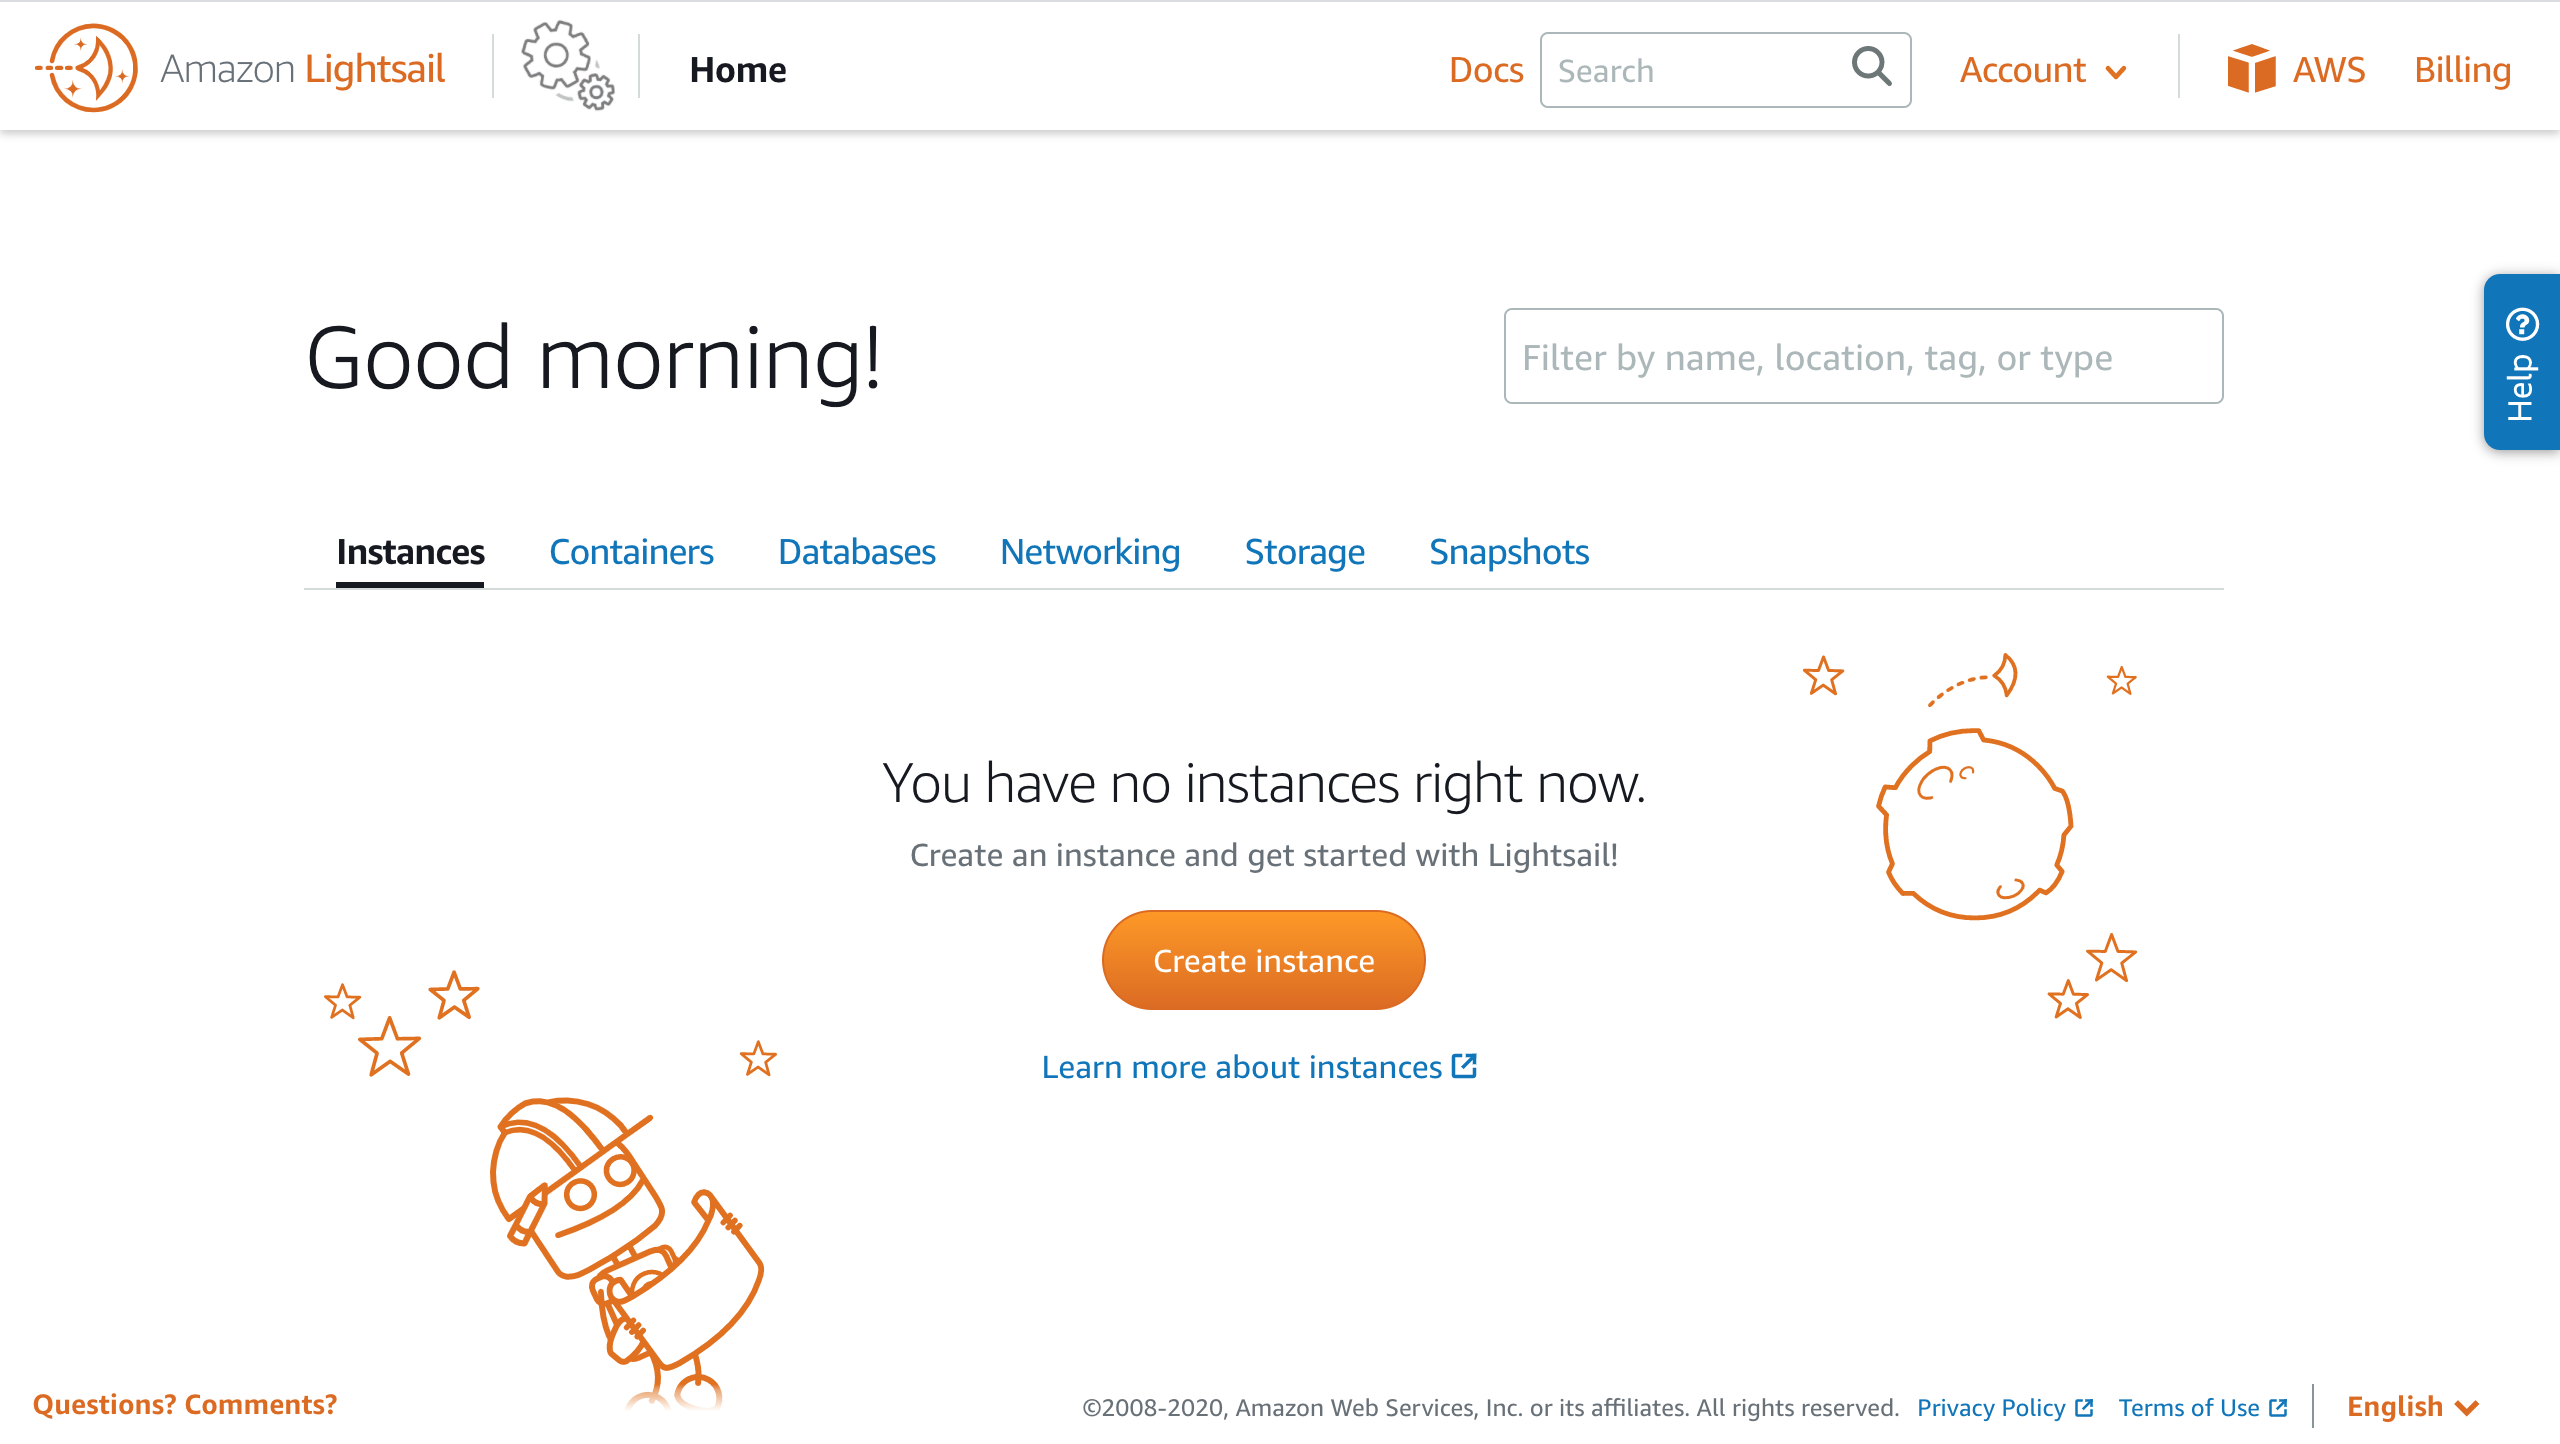 Amazon Lightsail Home Docs Search Account AWS Billing
Good morning!
Filter by name, location, tag, or type
Help
Instances Containers Databases Networking Storage Snapshots
You have no instances right now.
Create an instance and get started with Lightsail!
Create instance
Learn more about instances
Questions? Comments?
©2008-2020, Amazon Web Services, Inc. or its affiliates. All rights reserved. Privacy Policy Terms of Use English